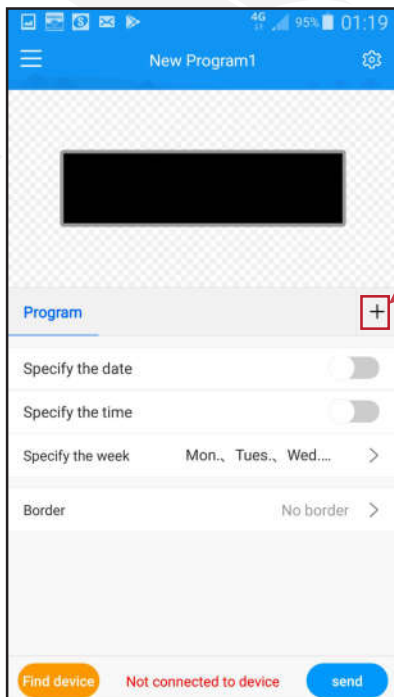 4G 95% 01:19
New Program1
Program +
Specify the date
Specify the time
Specify the week Mon.、Tues.、Wed....
Border No border
Find device Not connected to device send